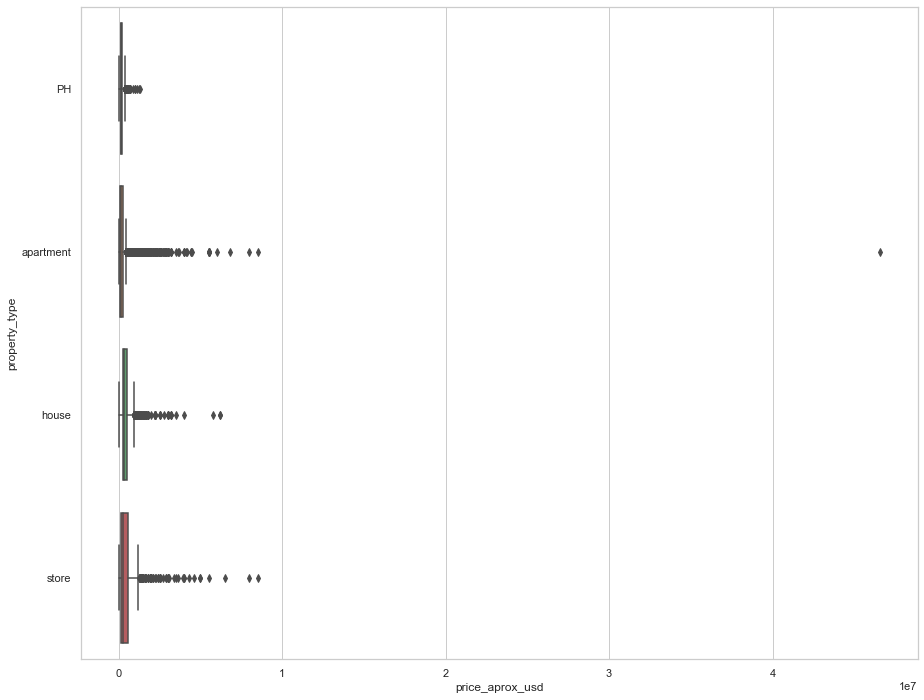 PH
apartment
house
store
property_type
0 1 2 3 4
1e7
price_aprox_usd